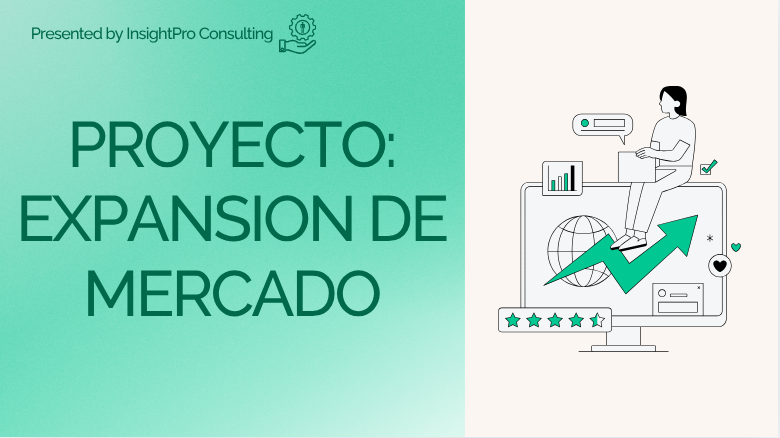 Presented by InsightPro Consulting
PROYECTO:
EXPANSION DE
MERCADO